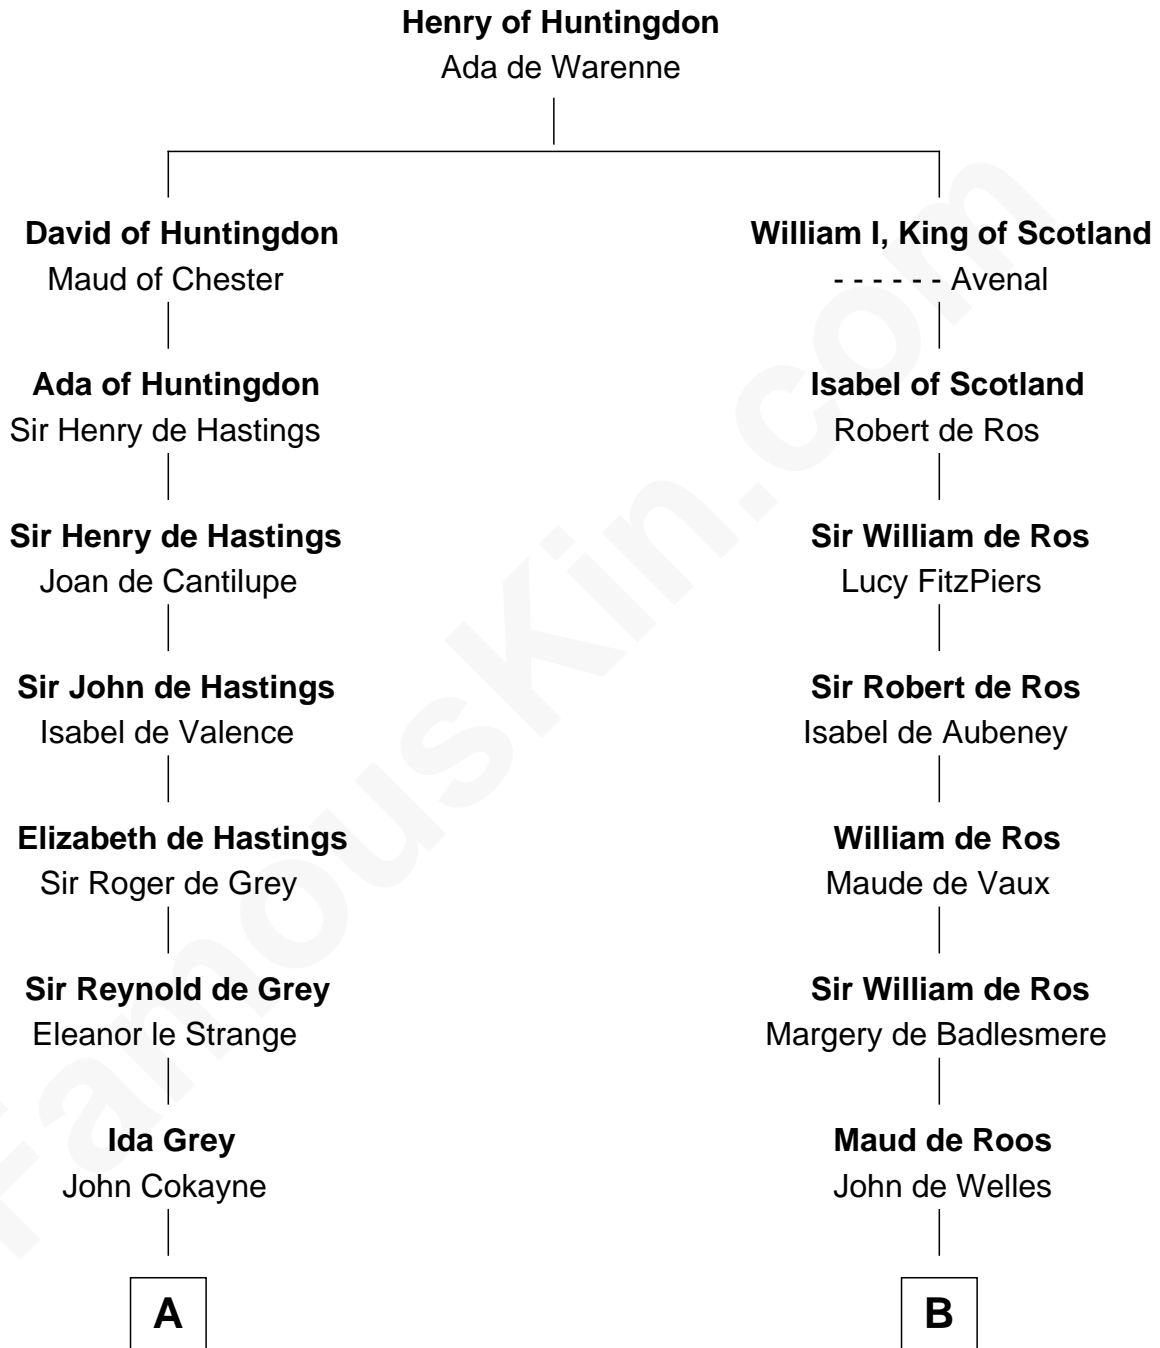 Henry of Huntingdon
Ada de Warenne
David of Huntingdon
Maud of Chester
Ada of Huntingdon
Sir Henry de Hastings
Sir Henry de Hastings
Joan de Cantilupe
Sir John de Hastings
Isabel de Valence
Elizabeth de Hastings
Sir Roger de Grey
Sir Reynold de Grey
Eleanor le Strange
Ida Grey
John Cokayne
A
William I, King of Scotland
- - - - - - Avenal
Isabel of Scotland
Robert de Ros
Sir William de Ros
Lucy FitzPiers
Sir Robert de Ros
Isabel de Aubeney
William de Ros
Maude de Vaux
Sir William de Ros
Margery de Badlesmere
Maud de Roos
John de Welles
B
FamousKin.com